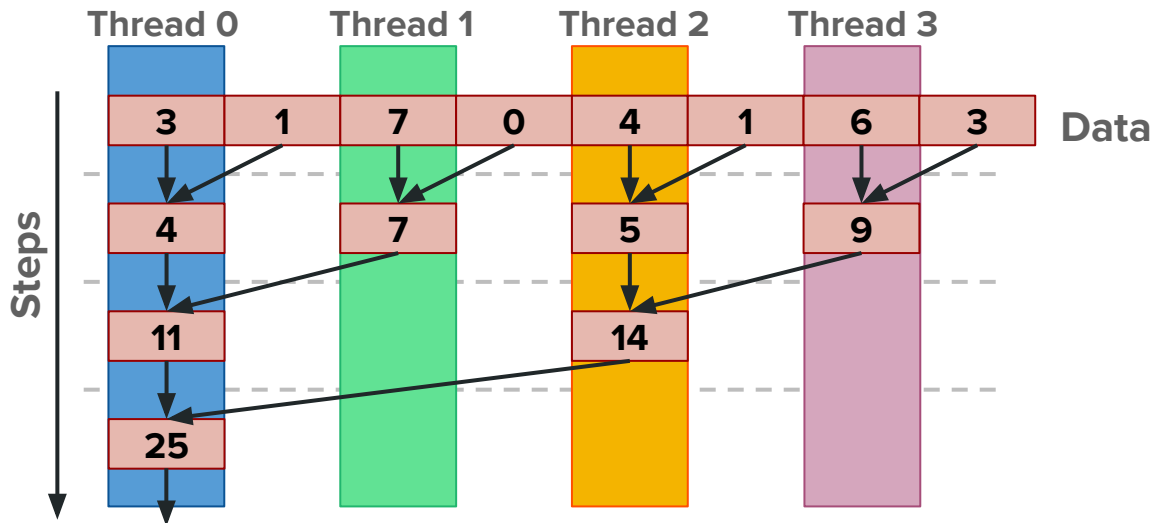 Thread 0 Thread 1 Thread 2 Thread 3
3 1 7 0 4 1 6 3 Data
4 7 5 9
Steps
11 14
25